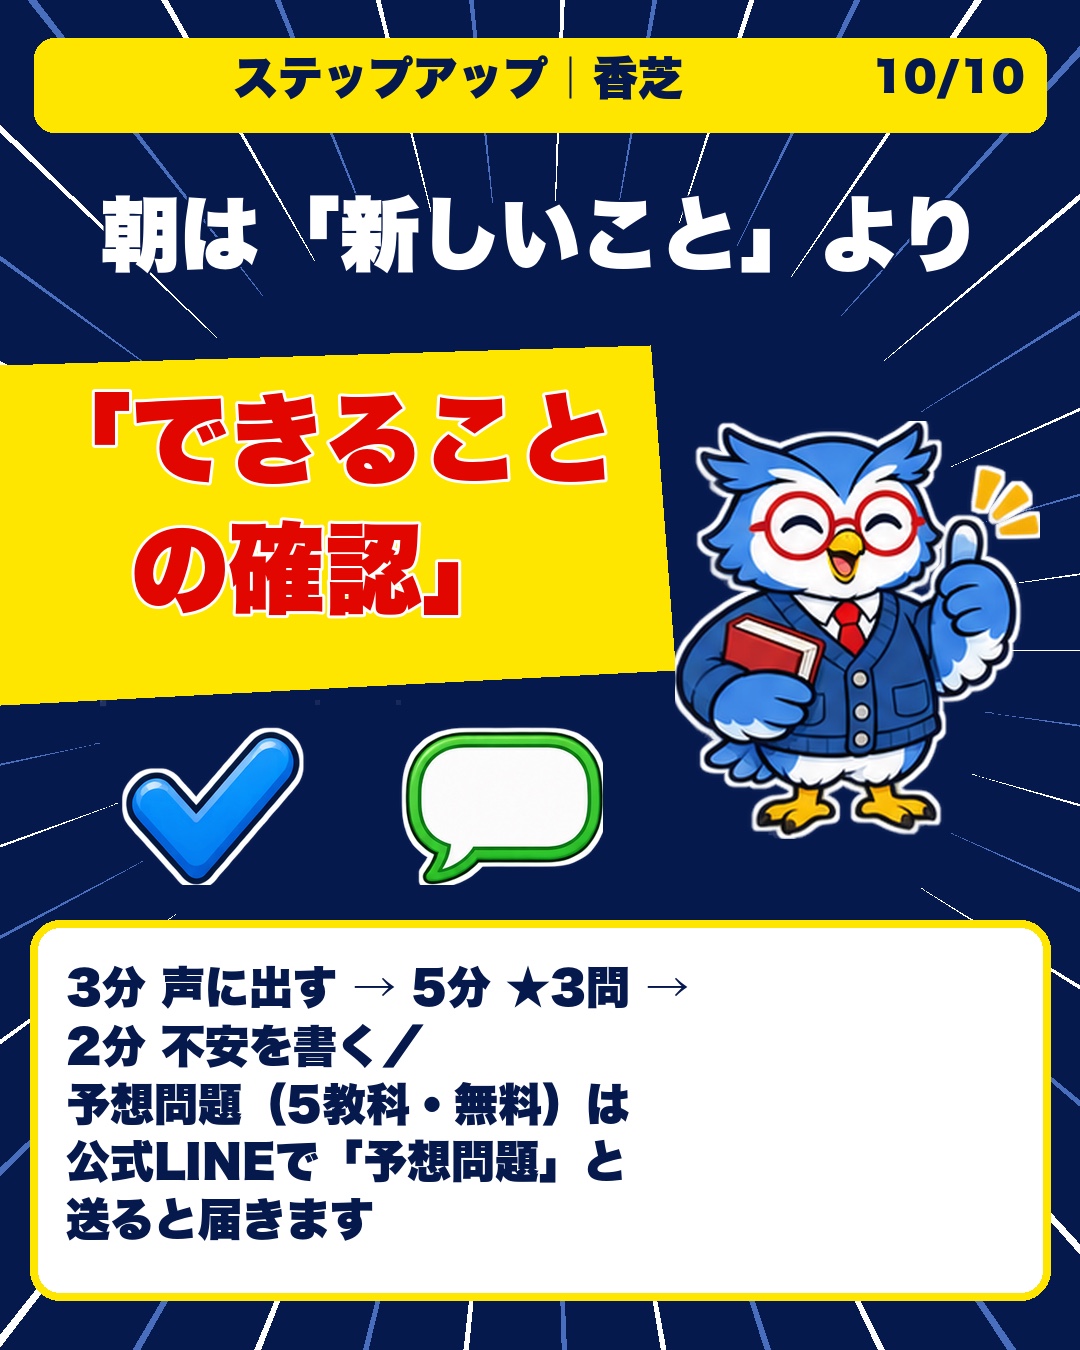 ステップアップ｜香芝
10/10
朝は「新しいこと」より
「できること
の確認」
3分 声に出す → 5分 ★3問 →
2分 不安を書く／
予想問題（5教科・無料）は
公式LINEで「予想問題」と
送ると届きます